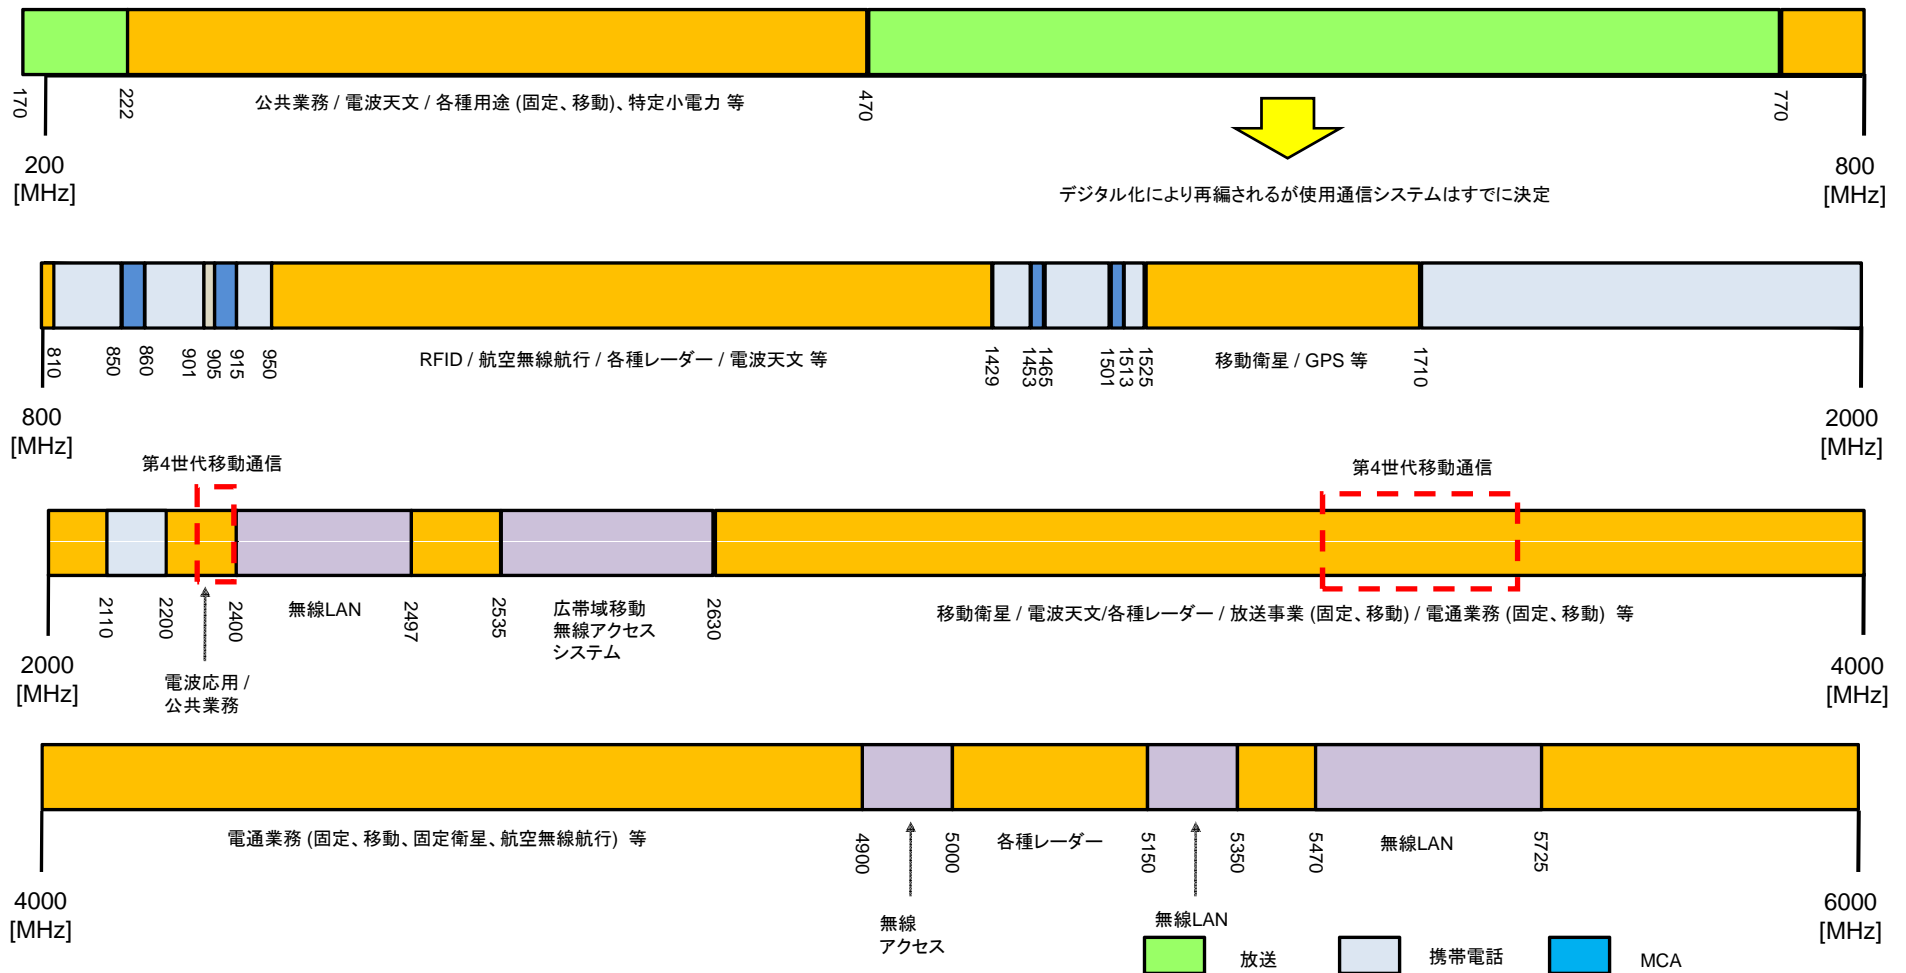 170
222
公共業務 / 電波天文 / 各種用途 (固定、移動)、特定小電力 等
470
770
200
[MHz]
800
[MHz]
デジタル化により再編されるが使用通信システムはすでに決定
810
850
860
901
905
915
950
RFID / 航空無線航行 / 各種レーダー / 電波天文 等
1429
1453
1465
1501
1513
1525
移動衛星 / GPS 等
1710
800
[MHz]
2000
[MHz]
第4世代移動通信
第4世代移動通信
2110
2200
2400
無線LAN
2497
2535
広帯域移動
無線アクセス
システム
2630
移動衛星 / 電波天文/各種レーダー / 放送事業 (固定、移動) / 電通業務 (固定、移動) 等
2000
[MHz]
電波応用 /
公共業務
4000
[MHz]
電通業務 (固定、移動、固定衛星、航空無線航行) 等
4900
5000
各種レーダー
5150
5350
5470
無線LAN
5725
4000
[MHz]
無線
アクセス
無線LAN
6000
[MHz]
放送
携帯電話
MCA